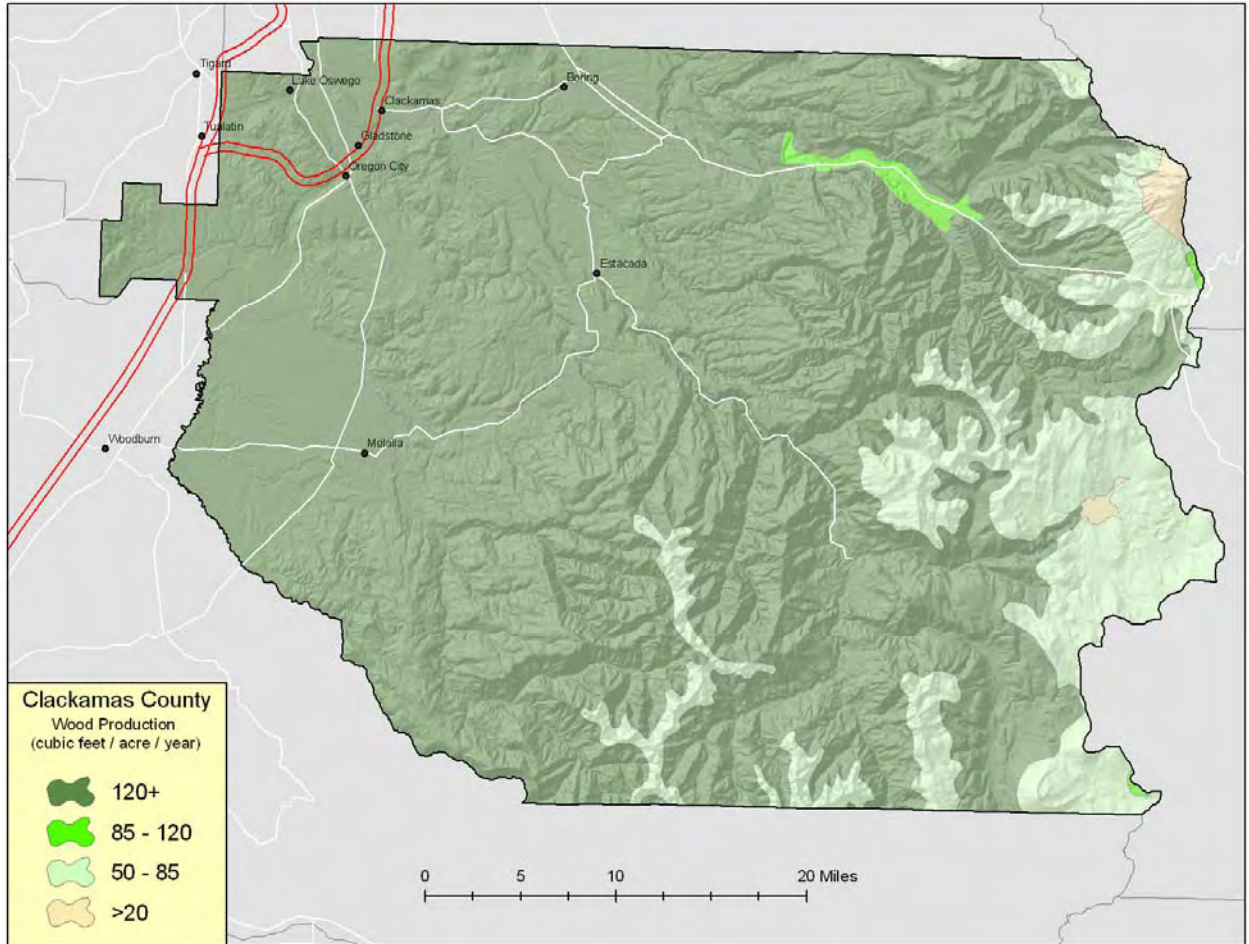 Tigard
Lake Oswego
Boring
Clackamas
Tualatin
Gladstone
Oregon City
Estacada
Woodburn
Molalla
Clackamas County
Wood Production
(cubic feet / acre / year)
120+
85 - 120
50 - 85
>20
0 5 10 20 Miles